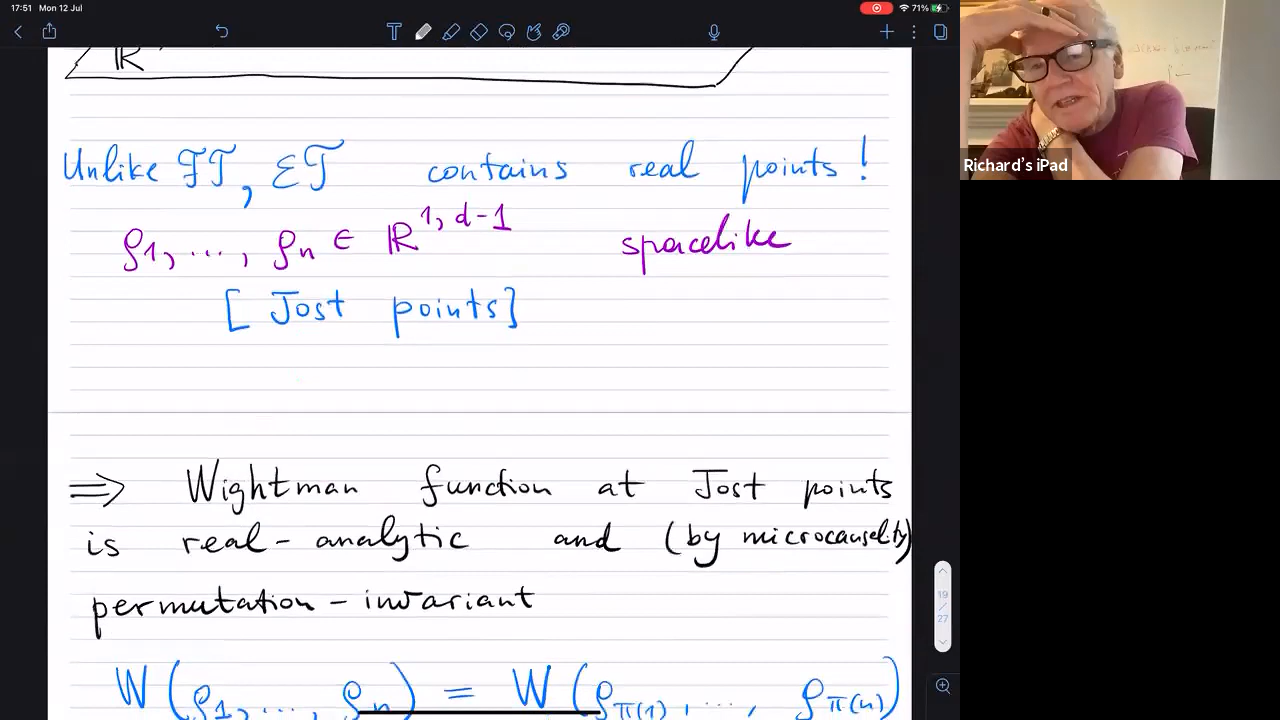 17:51 Mon 12 Jul
71%
ℝ
Unlike ℱ𝒯, ℰ𝒯 contains real points !
ρ1, ..., ρn ∈ ℝ^{1, d-1} spacelike
[ Jost points ]
⇒ Wightman function at Jost points
is real-analytic and (by microcausality)
permutation-invariant
W (ρ1, ..., ρn) = W (ρπ(1), ..., ρπ(n))
T
19
/
27
Richard's iPad